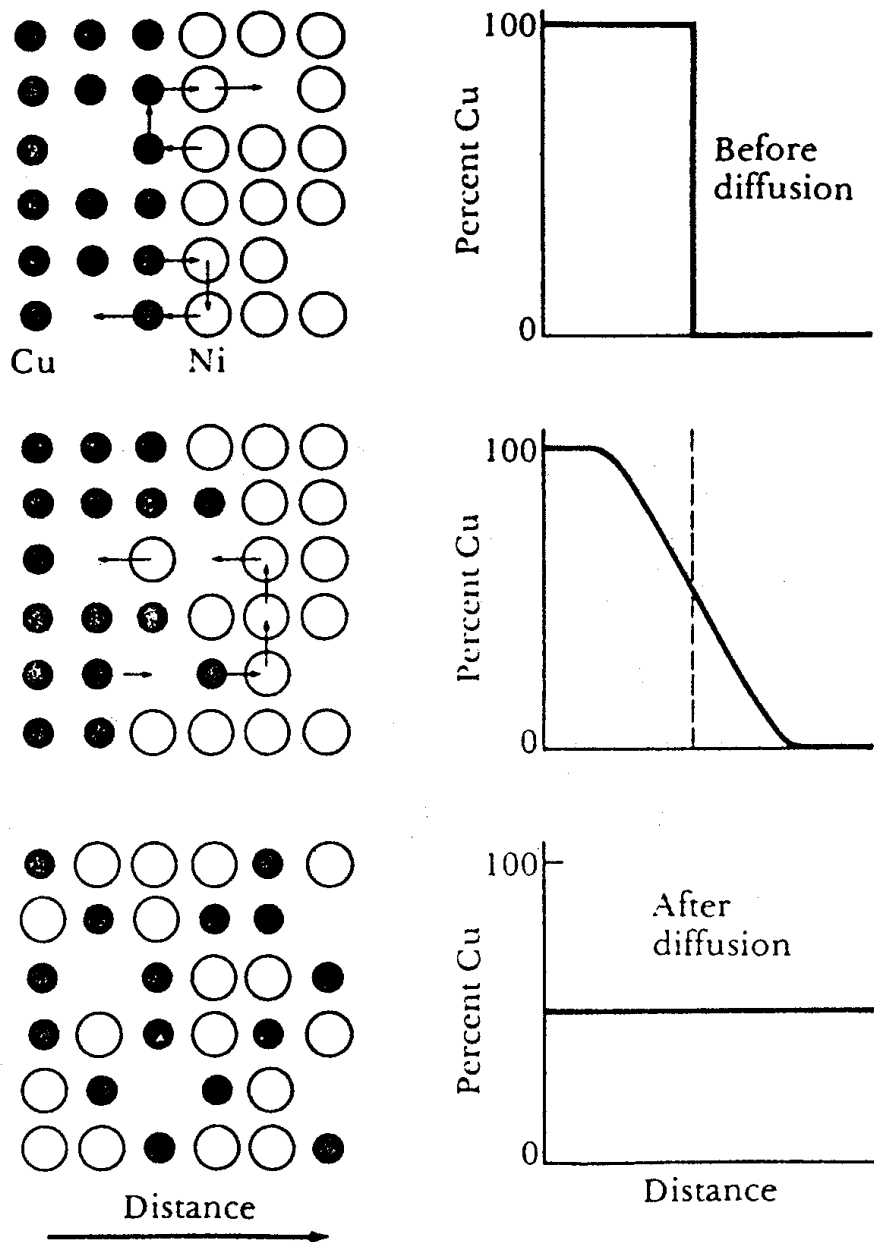 100
Percent Cu
Before
diffusion
0
Cu
Ni
100
Percent Cu
0
100
Percent Cu
After
diffusion
0
Distance
Distance